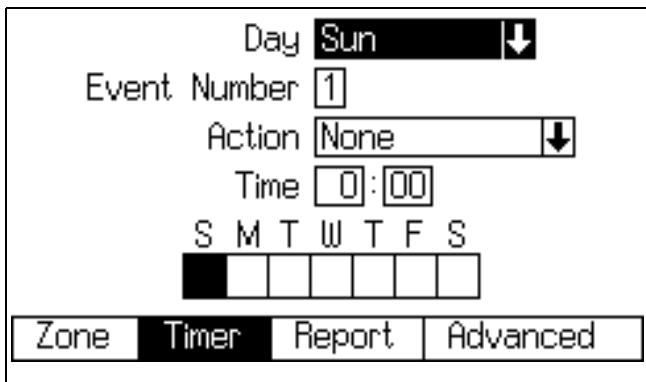 Day Sun
Event Number 1
Action None
Time 0:00
S M T W T F S
Zone Timer Report Advanced